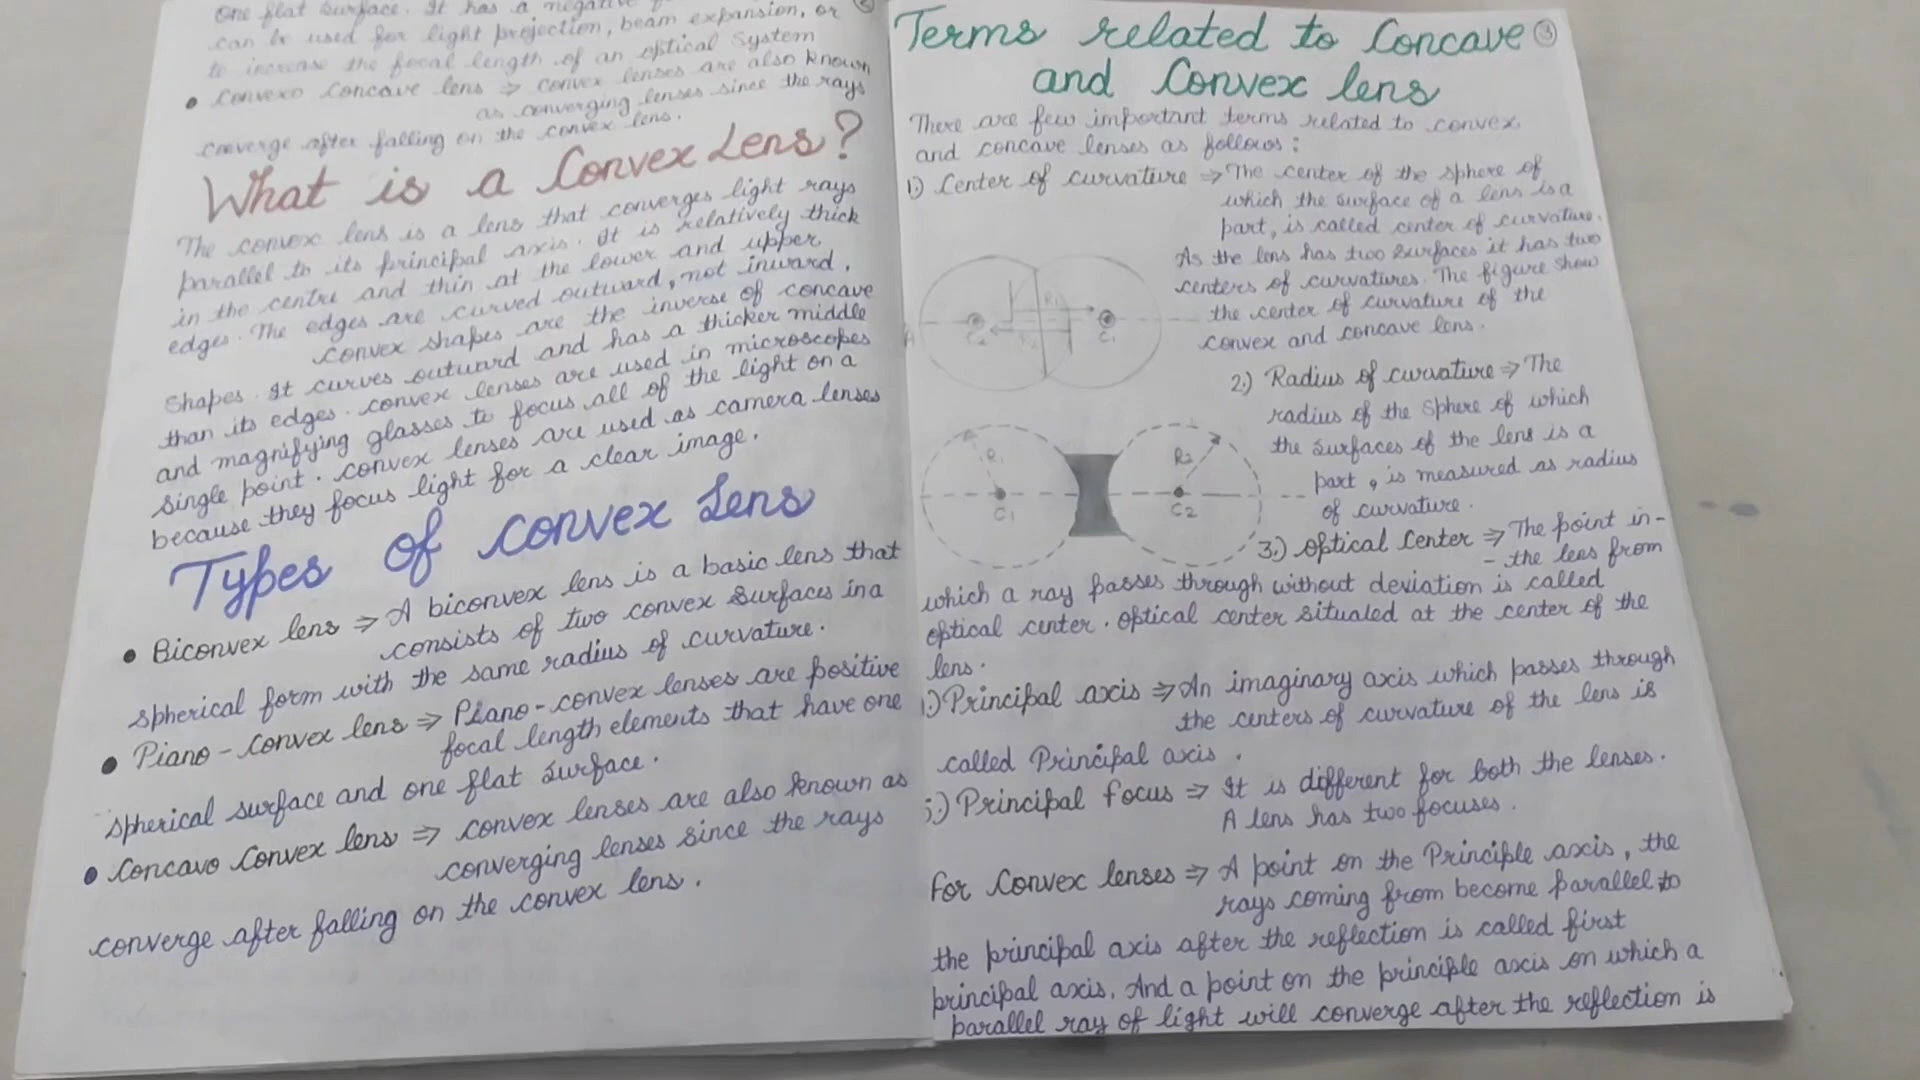 one flat surface. It has a negative
can be used for light projection, beam expansion, or
to increase the focal length of an optical System
• Convexo Concave lens ⇒ convex lenses are also known
as converging lenses since the rays
converge after falling on the convex lens.
What is a Convex Lens?
The convex lens is a lens that converges light rays
parallel to its principal axis. It is relatively thick
in the centre and thin at the lower and upper
edges. The edges are curved outward, not inward.
convex shapes are the inverse of concave
shapes. It curves outward and has a thicker middle
than its edges. convex lenses are used in microscopes
and magnifying glasses to focus all of the light on a
single point. convex lenses are used as camera lenses
because they focus light for a clear image.
Types of convex Lens
• Biconvex lens ⇒ A biconvex lens is a basic lens that
consists of two convex surfaces in a
spherical form with the same radius of curvature.
• Piano-convex lens ⇒ Piano-convex lenses are positive
focal length elements that have one
spherical surface and one flat surface.
• Concavo Convex lens ⇒ convex lenses are also known as
converging lenses since the rays
converge after falling on the convex lens.
3
Terms related to Concave
and Convex lens
There are few important terms related to convex
and concave lenses as follows:
1) Center of curvature ⇒ The center of the sphere of
which the surface of a lens is a
part, is called center of curvature.
As the lens has two surfaces it has two
centers of curvatures. The figure show
the center of curvature of the
convex and concave lens.
C2 R1 R2 C1
2.) Radius of curvature ⇒ The
radius of the sphere of which
the surfaces of the lens is a
part, is measured as radius
of curvature.
R1 R2
C1 C2
3.) Optical Center ⇒ The point in-
- the lens from
which a ray passes through without deviation is called
optical center. Optical center situated at the center of the
lens.
) Principal axis ⇒ An imaginary axis which passes through
the centers of curvature of the lens is
called Principal axis.
5.) Principal focus ⇒ It is different for both the lenses.
A lens has two focuses.
For Convex lenses ⇒ A point on the Principle axis, the
rays coming from become parallel to
the principal axis after the reflection is called first
principal axis. And a point on the principle axis on which a
parallel ray of light will converge after the reflection is